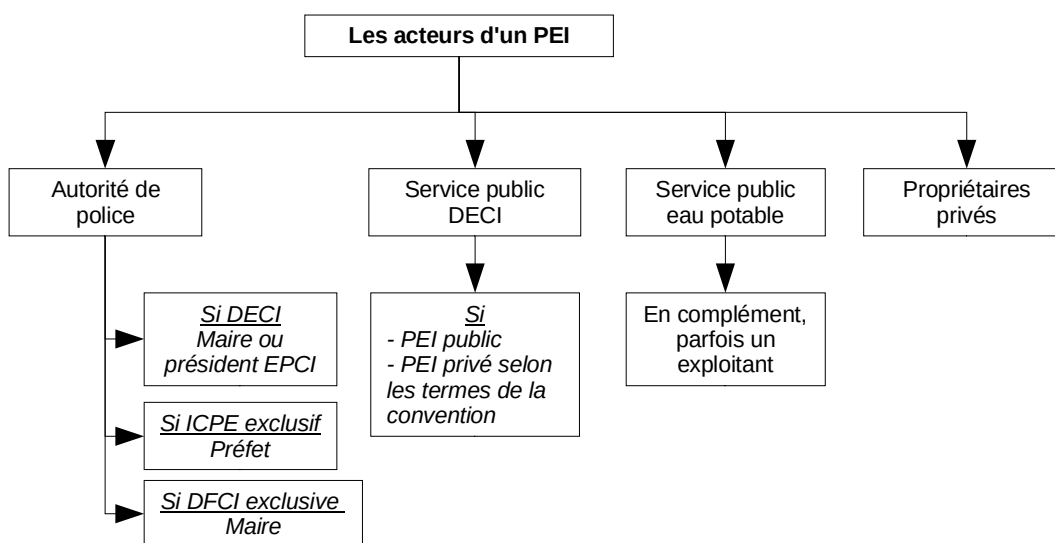 Les acteurs d'un PEI
Autorité de
police
Service public
DECI
Service public
eau potable
Propriétaires
privés
Si DECI
Maire ou
président EPCI
Si ICPE exclusif
Préfet
Si DFCI exclusive
Maire
Si
- PEI public
- PEI privé selon
les termes de la
convention
En complément,
parfois un
exploitant